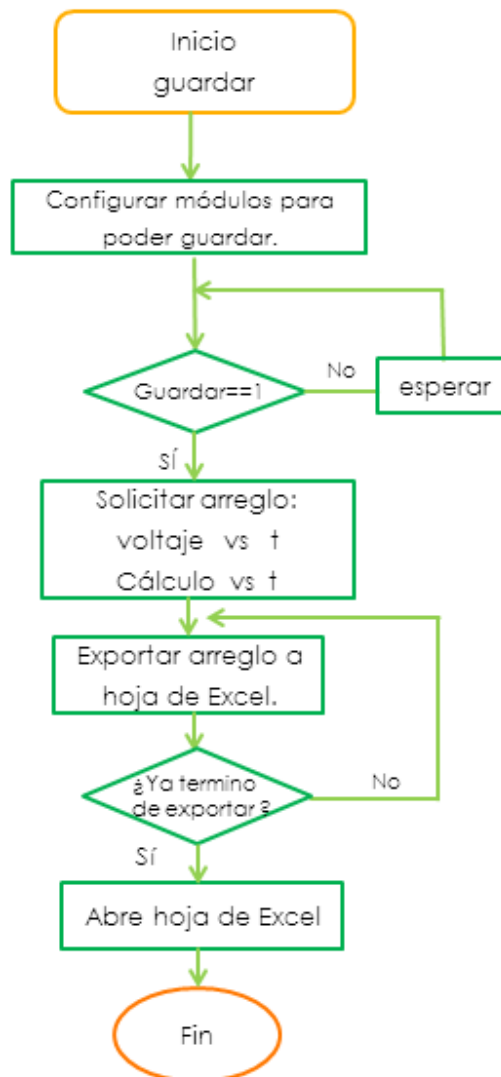 Inicio
guardar
Configurar módulos para
poder guardar.
Guardar==1
No
esperar
Sí
Solicitar arreglo:
voltaje vs t
Cálculo vs t
Exportar arreglo a
hoja de Excel.
¿Ya termino
de exportar?
No
Sí
Abre hoja de Excel
Fin